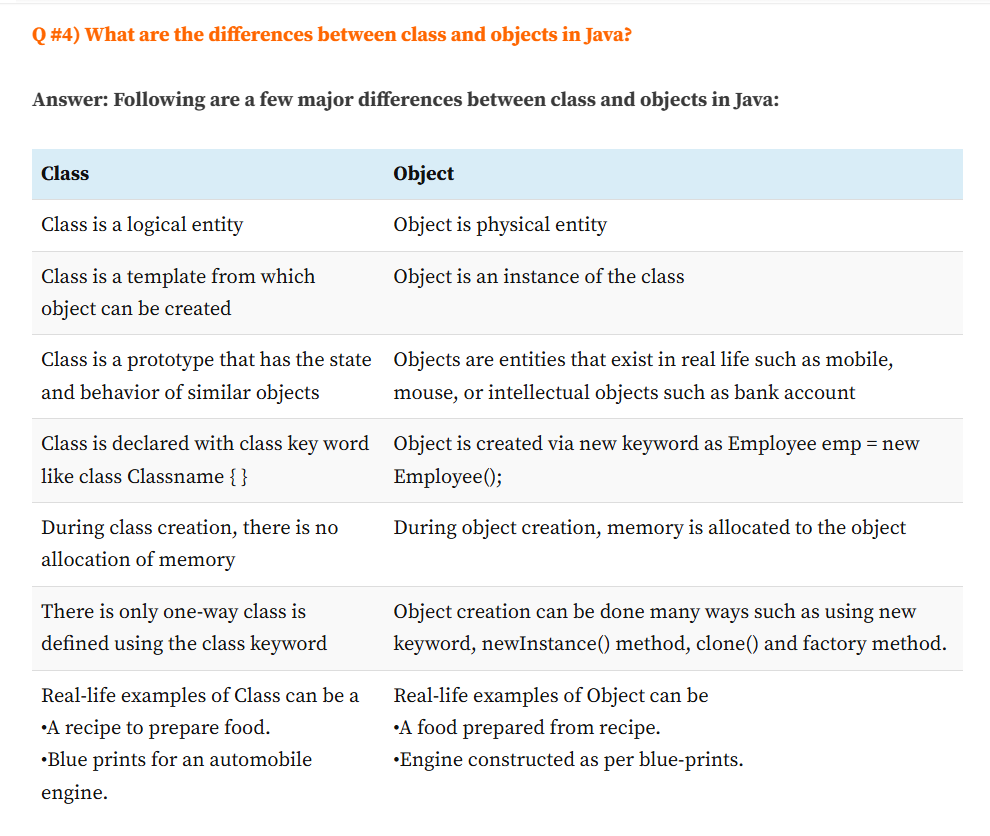 Q #4) What are the differences between class and objects in Java?
Answer: Following are a few major differences between class and objects in Java:
Class
Object
Class is a logical entity
Object is physical entity
Class is a template from which
object can be created
Object is an instance of the class
Class is a prototype that has the state
and behavior of similar objects
Objects are entities that exist in real life such as mobile,
mouse, or intellectual objects such as bank account
Class is declared with class key word
like class Classname { }
Object is created via new keyword as Employee emp = new
Employee();
During class creation, there is no
allocation of memory
During object creation, memory is allocated to the object
There is only one-way class is
defined using the class keyword
Object creation can be done many ways such as using new
keyword, newInstance() method, clone() and factory method.
Real-life examples of Class can be a
•A recipe to prepare food.
•Blue prints for an automobile
engine.
Real-life examples of Object can be
•A food prepared from recipe.
•Engine constructed as per blue-prints.